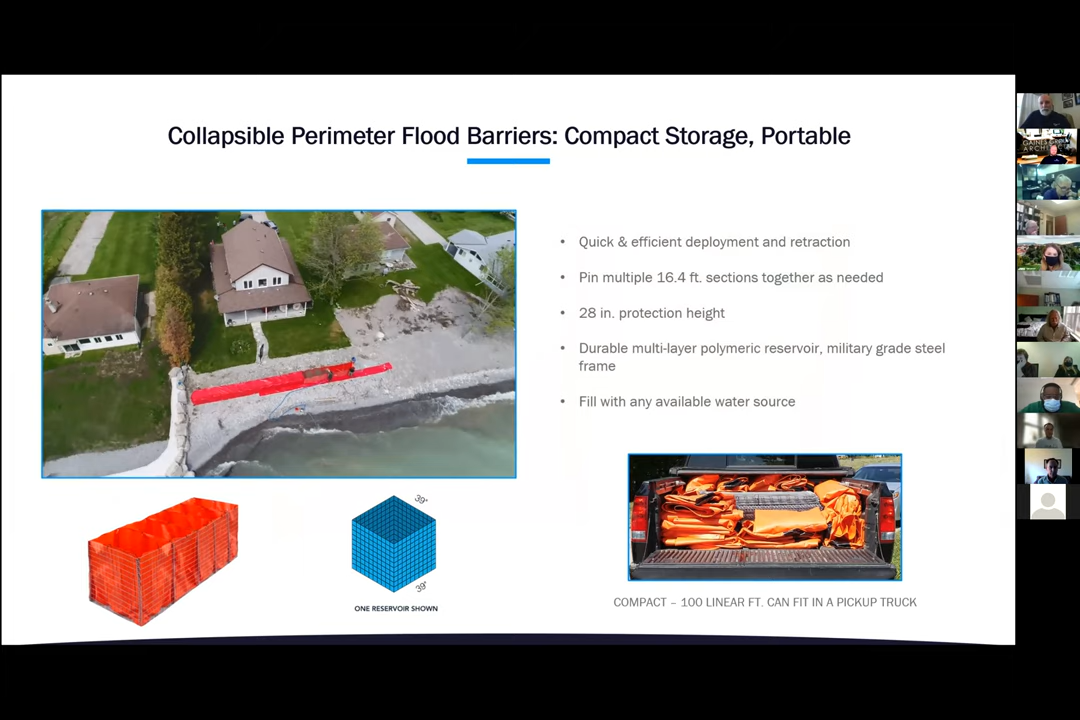 Collapsible Perimeter Flood Barriers: Compact Storage, Portable
• Quick & efficient deployment and retraction
• Pin multiple 16.4 ft. sections together as needed
• 28 in. protection height
• Durable multi-layer polymeric reservoir, military grade steel
frame
• Fill with any available water source
39"
39"
ONE RESERVOIR SHOWN
COMPACT – 100 LINEAR FT. CAN FIT IN A PICKUP TRUCK